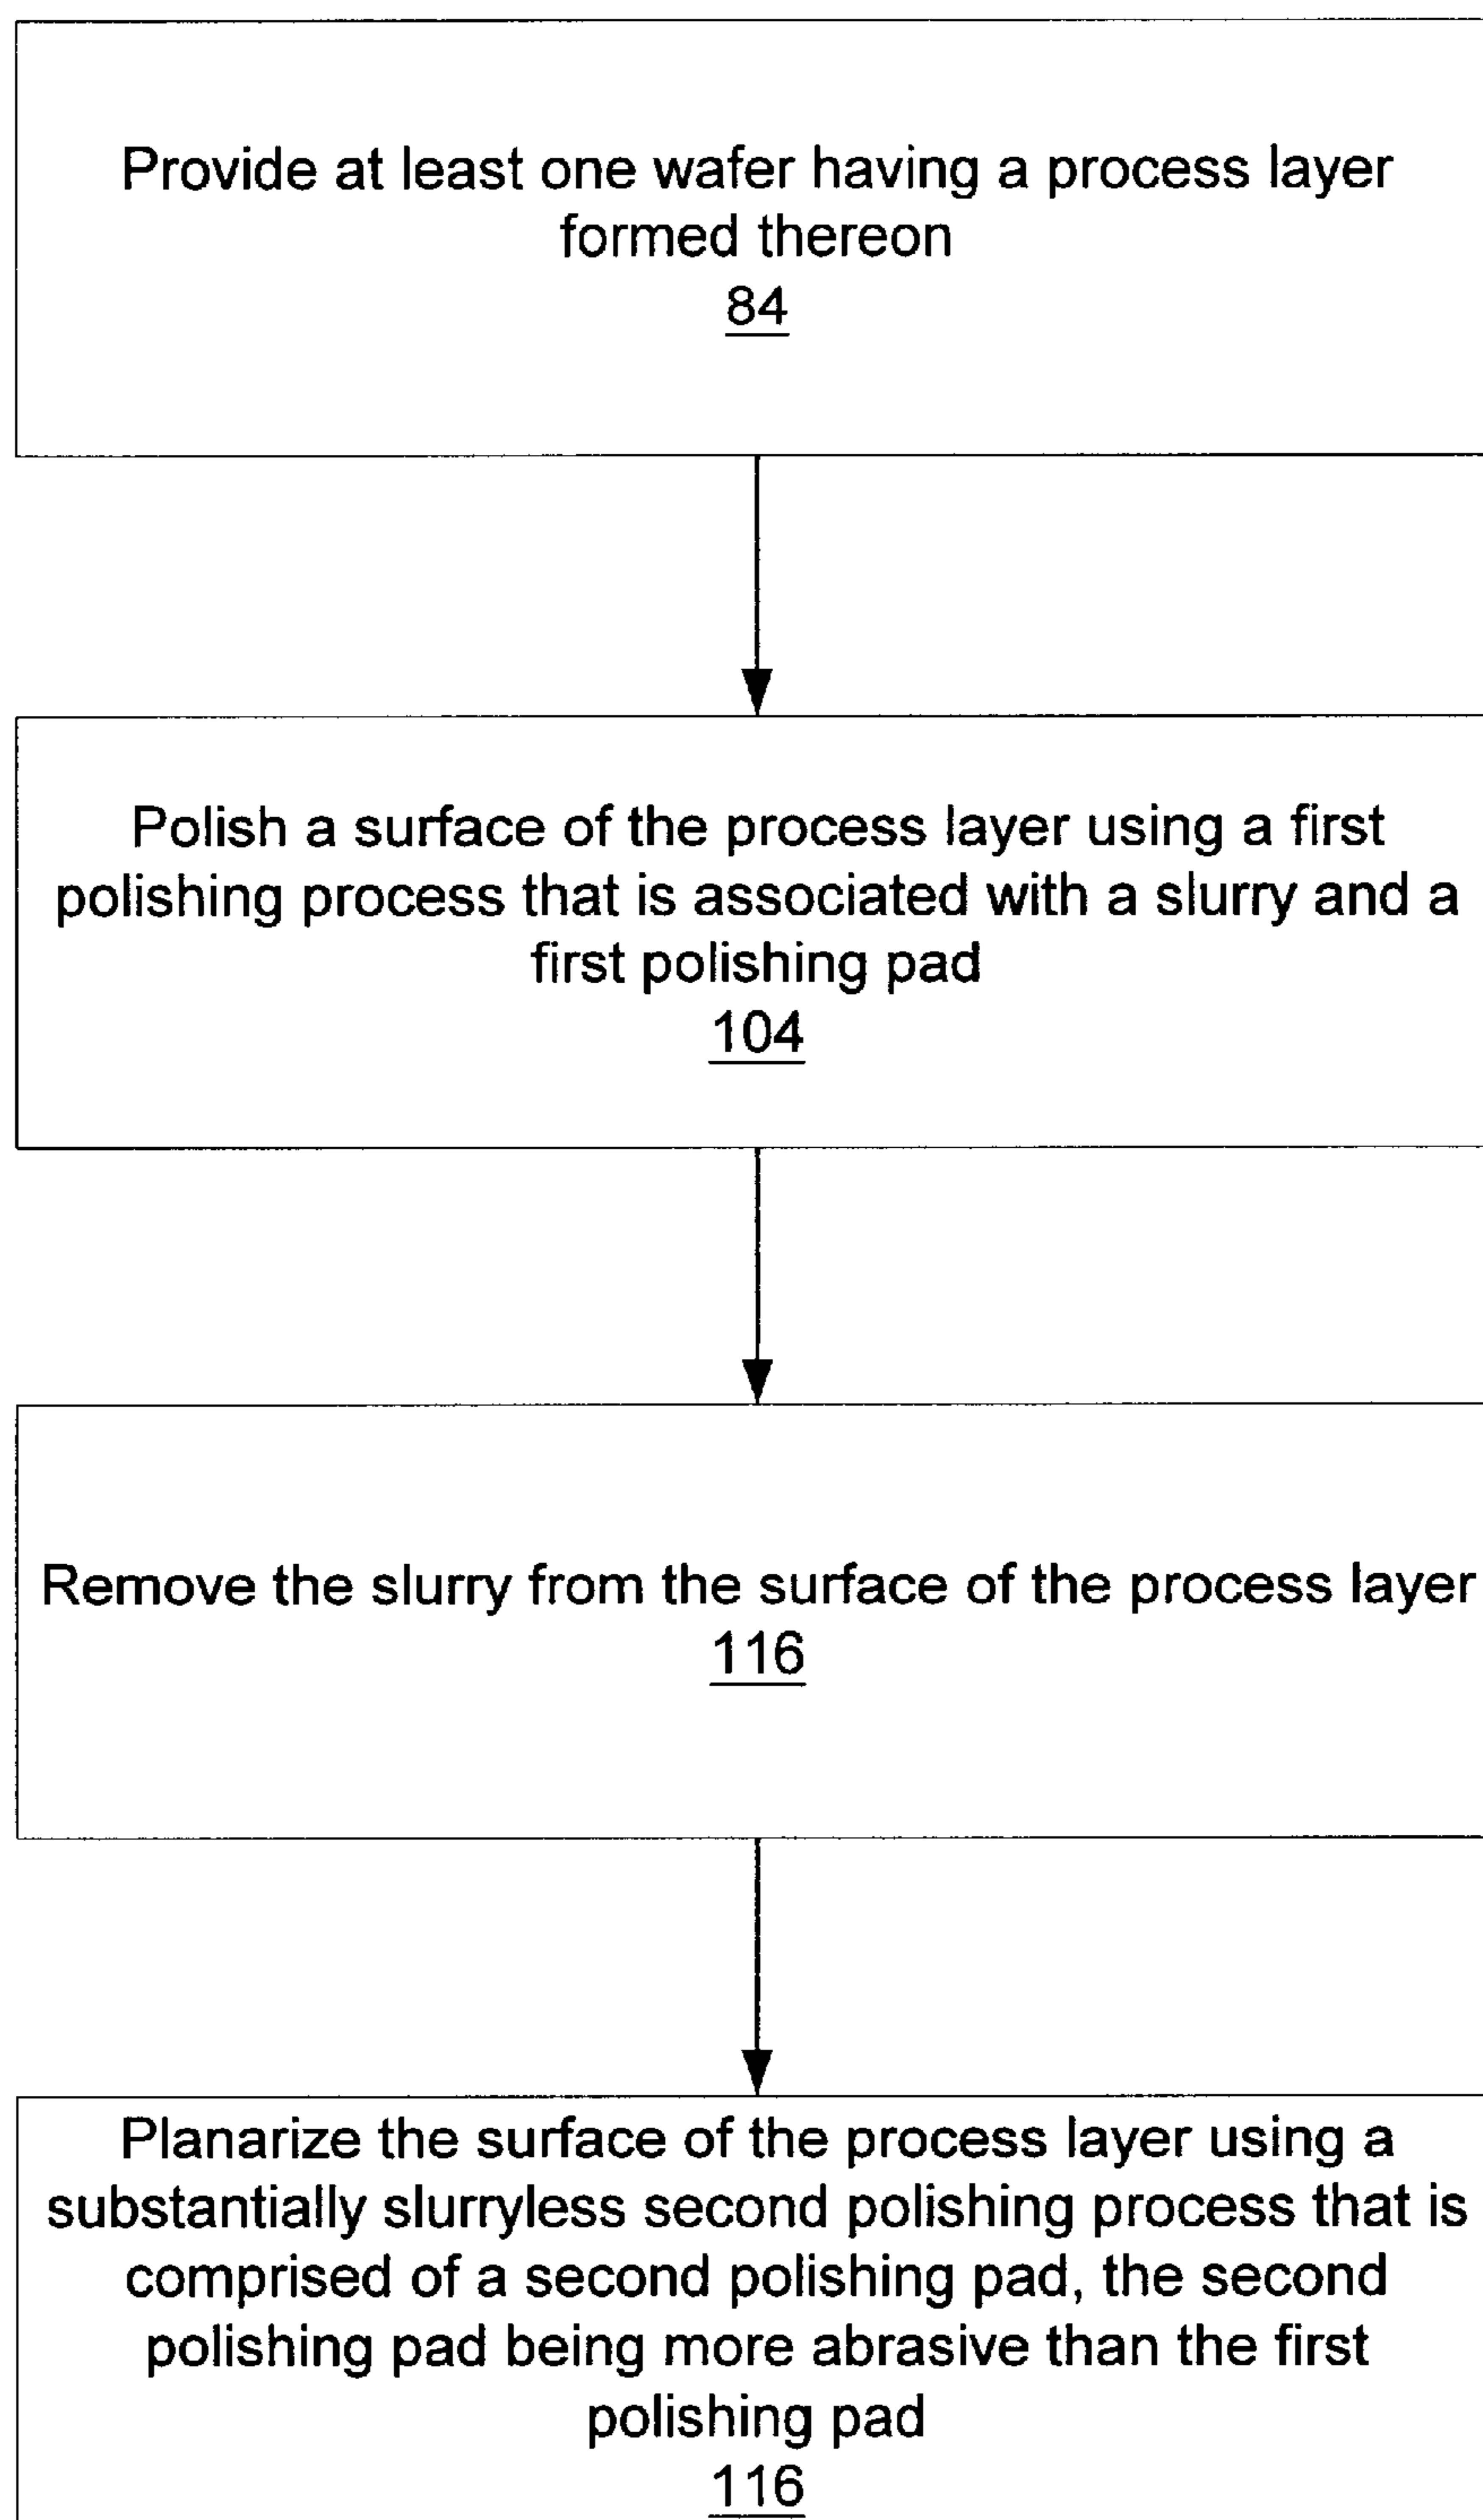 Provide at least one wafer having a process layer
formed thereon
84
Polish a surface of the process layer using a first
polishing process that is associated with a slurry and a
first polishing pad
104
Remove the slurry from the surface of the process layer
116
Planarize the surface of the process layer using a
substantially slurryless second polishing process that is
comprised of a second polishing pad, the second
polishing pad being more abrasive than the first
polishing pad
116